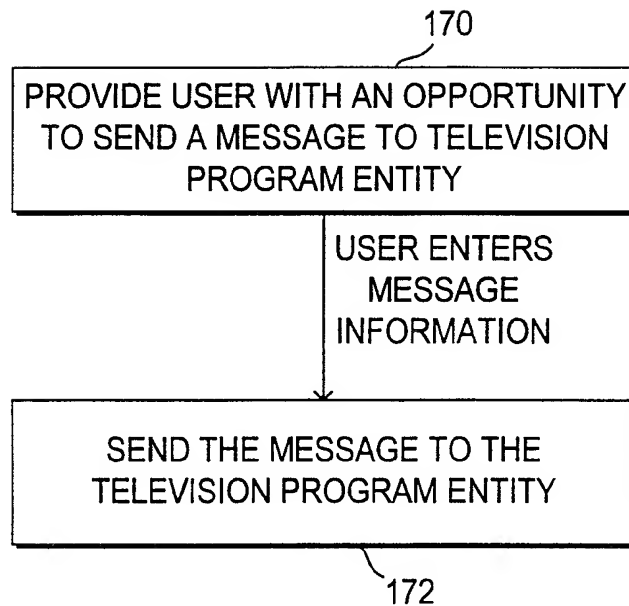 170
PROVIDE USER WITH AN OPPORTUNITY
TO SEND A MESSAGE TO TELEVISION
PROGRAM ENTITY
USER ENTERS
MESSAGE
INFORMATION
SEND THE MESSAGE TO THE
TELEVISION PROGRAM ENTITY
172